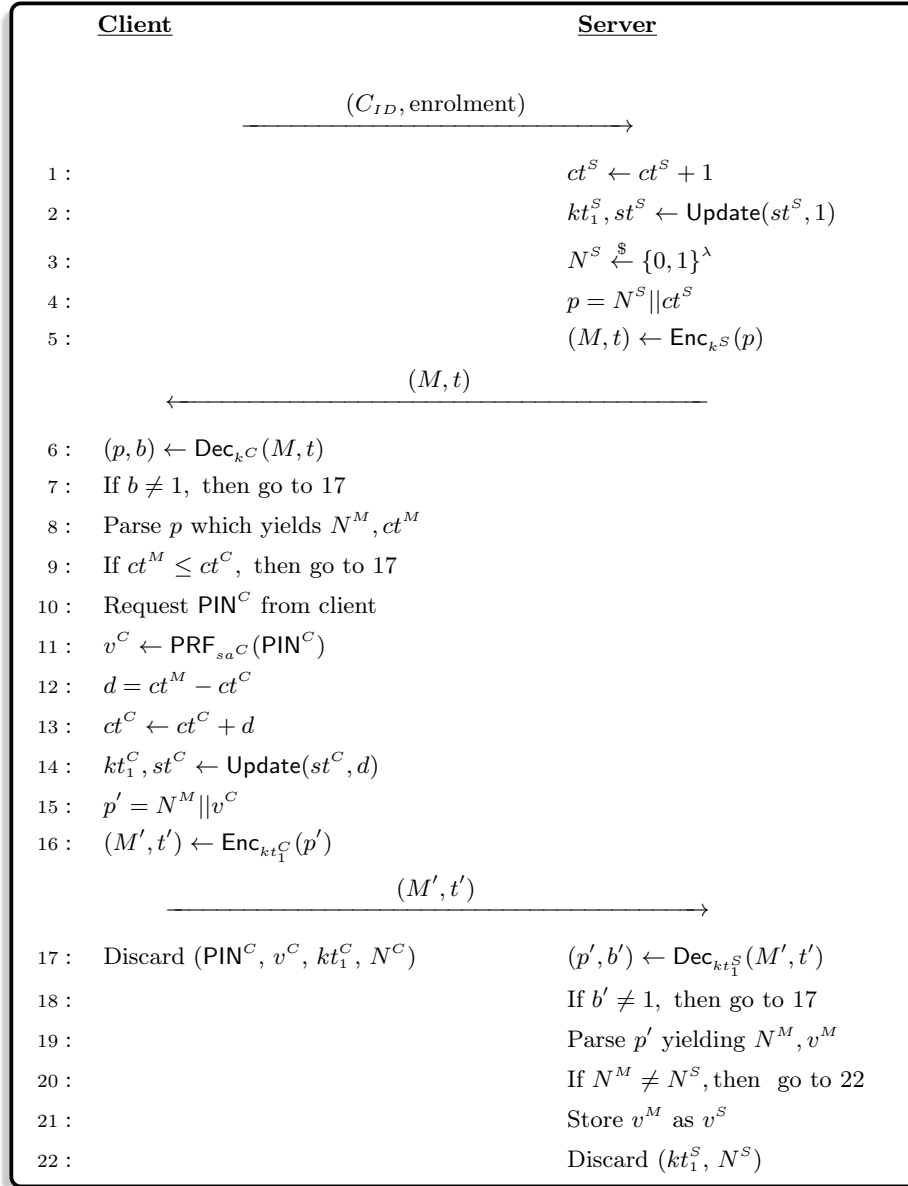 Client Server
(C_{ID}, enrolment)
1 : ct^S ← ct^S + 1
2 : kt_1^S, st^S ← Update(st^S, 1)
3 : N^S ←$ {0, 1}^λ
4 : p = N^S||ct^S
5 : (M, t) ← Enc_{k^S}(p)
(M, t)
6 : (p, b) ← Dec_{k^C}(M, t)
7 : If b ≠ 1, then go to 17
8 : Parse p which yields N^M, ct^M
9 : If ct^M ≤ ct^C, then go to 17
10 : Request PIN^C from client
11 : v^C ← PRF_{sa^C}(PIN^C)
12 : d = ct^M − ct^C
13 : ct^C ← ct^C + d
14 : kt_1^C, st^C ← Update(st^C, d)
15 : p′ = N^M||v^C
16 : (M′, t′) ← Enc_{kt_1^C}(p′)
(M′, t′)
17 : Discard (PIN^C, v^C, kt_1^C, N^C) (p′, b′) ← Dec_{kt_1^S}(M′, t′)
18 : If b′ ≠ 1, then go to 17
19 : Parse p′ yielding N^M, v^M
20 : If N^M ≠ N^S, then go to 22
21 : Store v^M as v^S
22 : Discard (kt_1^S, N^S)